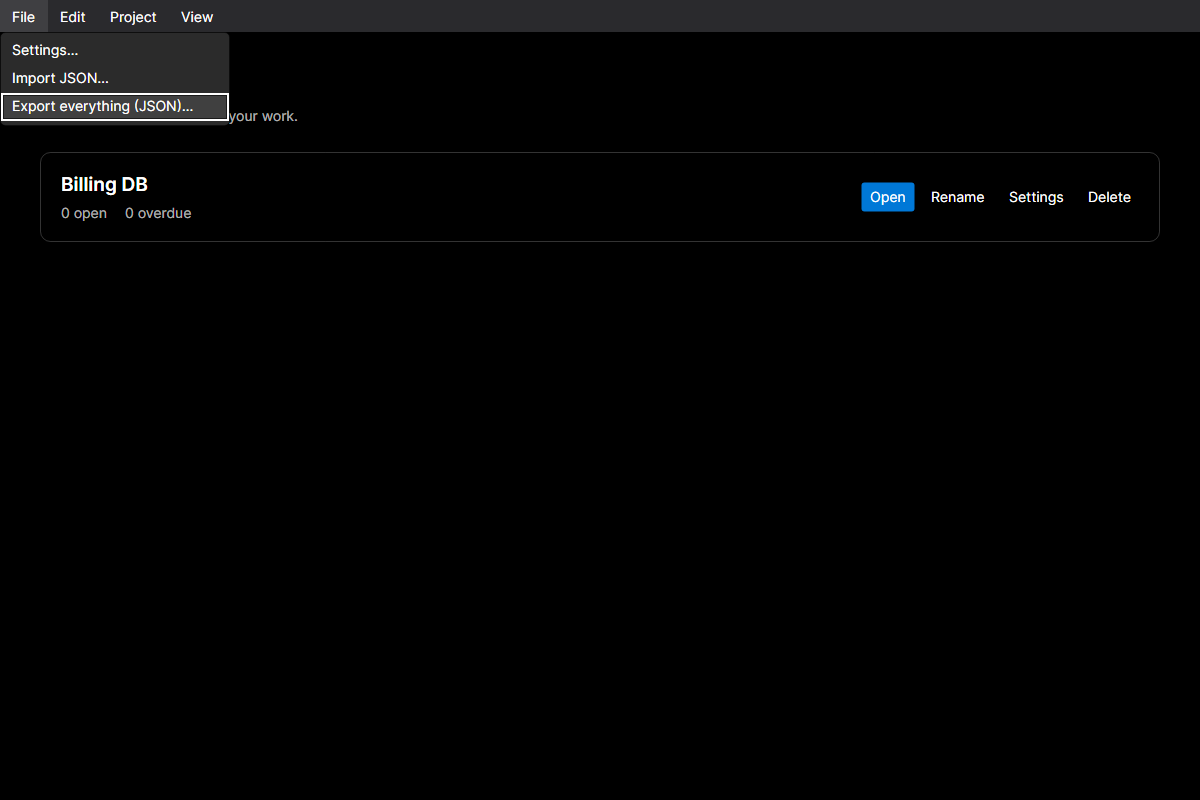 File Edit Project View
Settings...
Import JSON...
Export everything (JSON)...
your work.
Billing DB
0 open 0 overdue
Open Rename Settings Delete